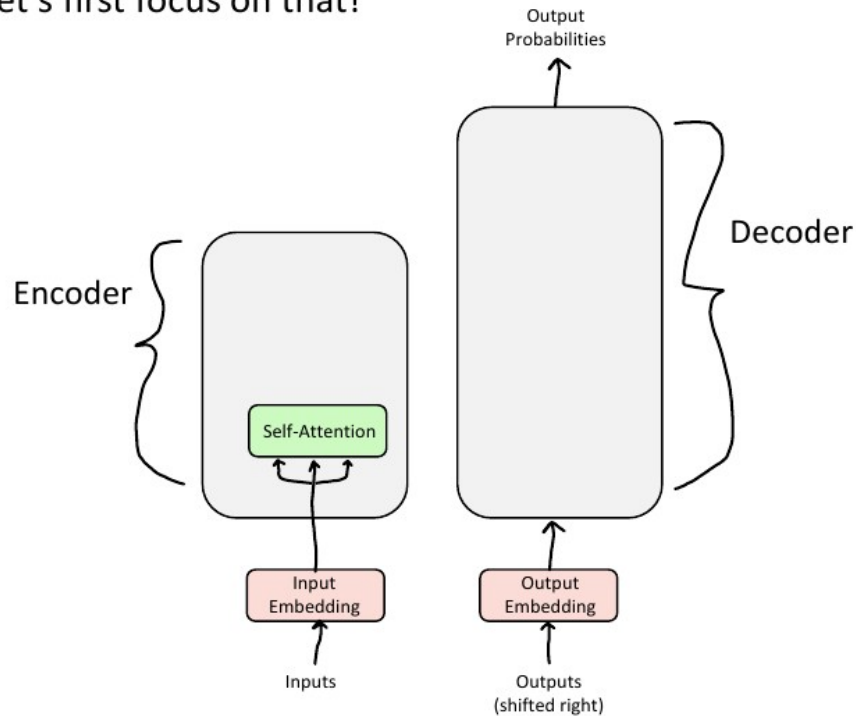 et's first focus on that!
Output
Probabilities
Decoder
Encoder
Self-Attention
Input
Embedding
Output
Embedding
Inputs
Outputs
(shifted right)